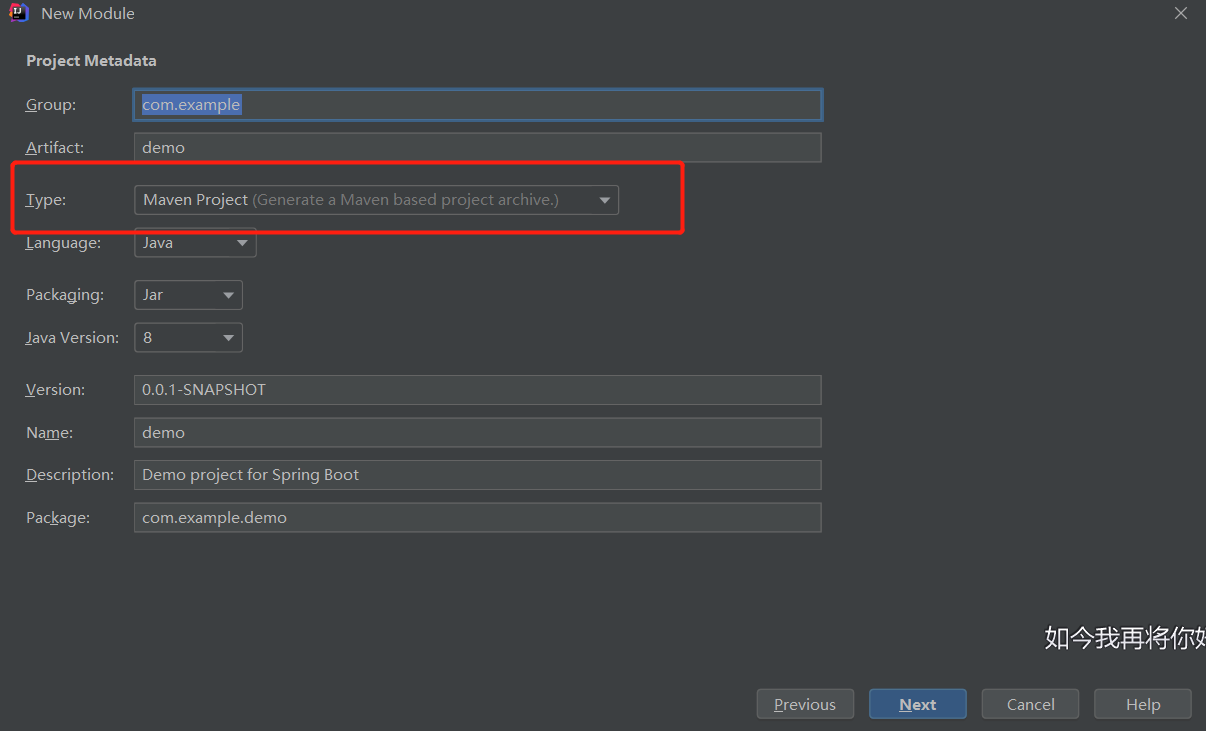 New Module
Project Metadata
Group: com.example
Artifact: demo
Type: Maven Project (Generate a Maven based project archive.)
Language: Java
Packaging: Jar
Java Version: 8
Version: 0.0.1-SNAPSHOT
Name: demo
Description: Demo project for Spring Boot
Package: com.example.demo
如今我再将你
Previous Next Cancel Help